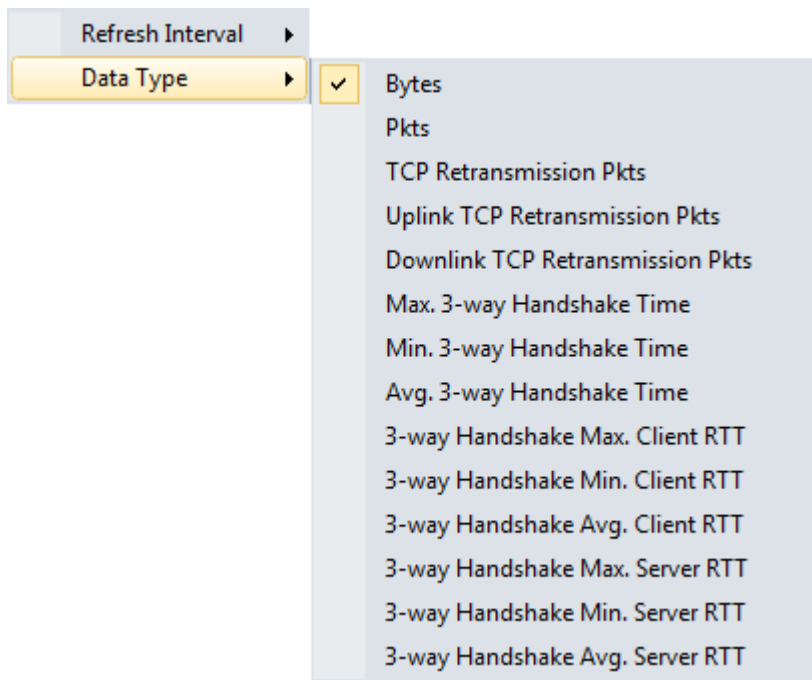 Refresh Interval
Data Type
Bytes
Pkts
TCP Retransmission Pkts
Uplink TCP Retransmission Pkts
Downlink TCP Retransmission Pkts
Max. 3-way Handshake Time
Min. 3-way Handshake Time
Avg. 3-way Handshake Time
3-way Handshake Max. Client RTT
3-way Handshake Min. Client RTT
3-way Handshake Avg. Client RTT
3-way Handshake Max. Server RTT
3-way Handshake Min. Server RTT
3-way Handshake Avg. Server RTT